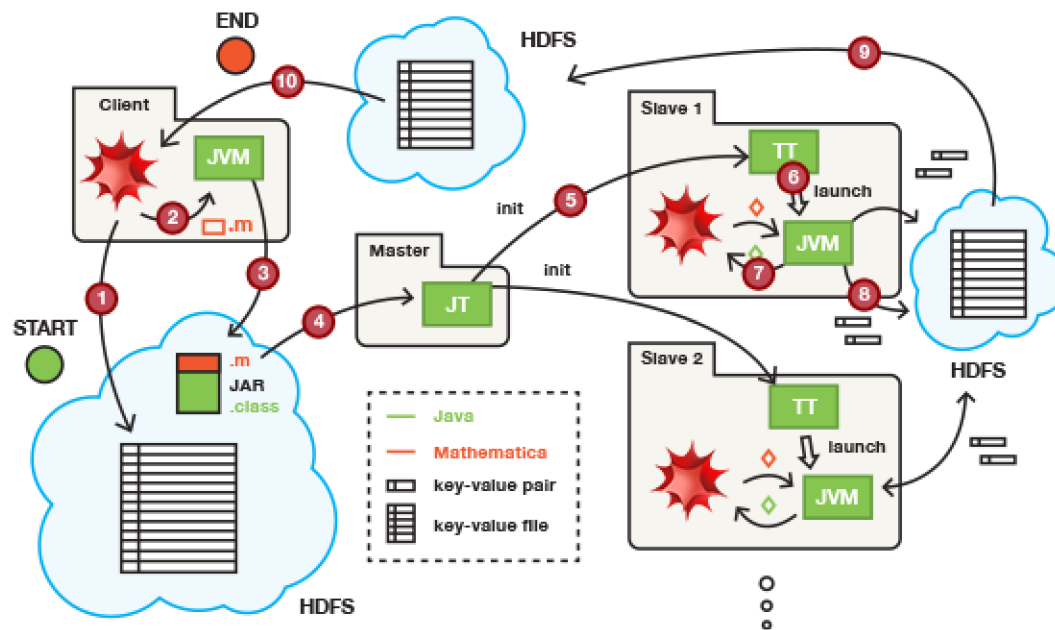 END
HDFS
9
10
Client
JVM
2
.m
Slave 1
TT
6
launch
5
init
JVM
7
8
3
Master
init
JT
4
1
START
.m
JAR
.class
HDFS
Java
Mathematica
key-value pair
key-value file
Slave 2
TT
launch
JVM
HDFS